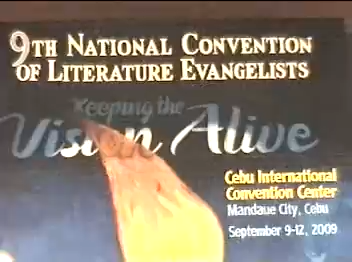 9TH NATIONAL CONVENTION
OF LITERATURE EVANGELISTS
Keeping the
Vision Alive
Cebu International
Convention Center
Mandaue City, Cebu
September 9-12, 2009